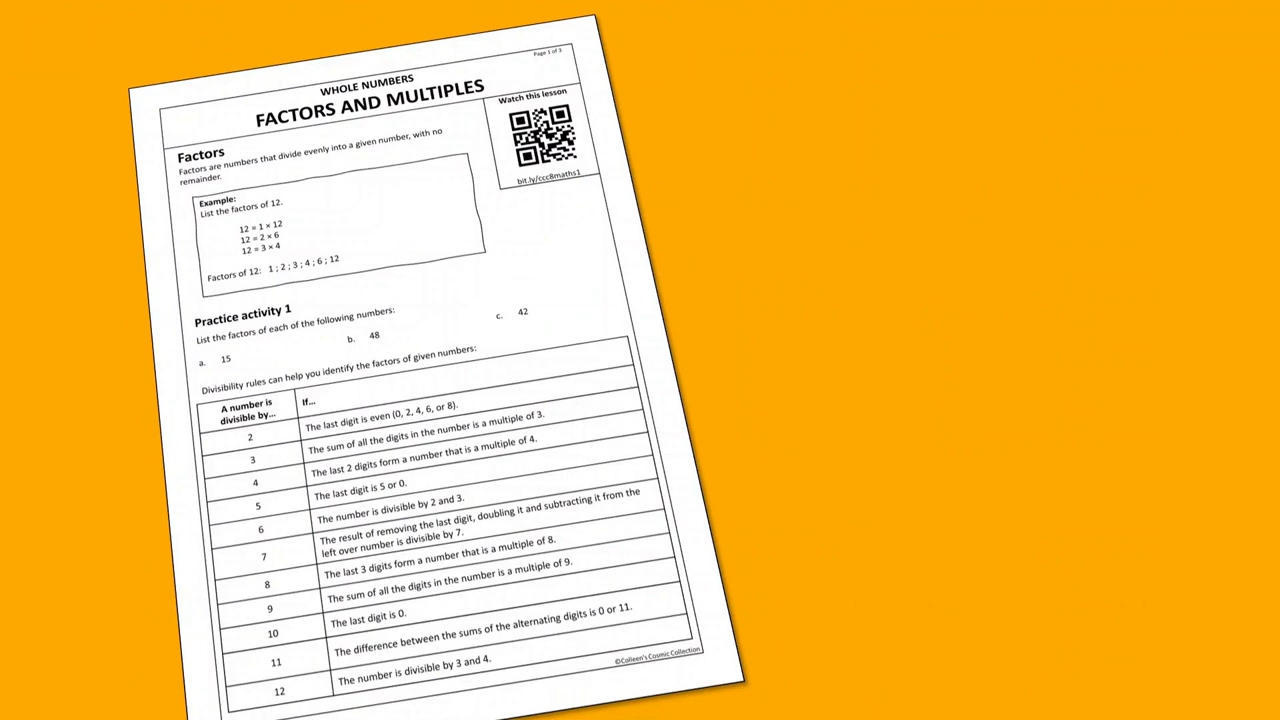 Page 1 of 3
WHOLE NUMBERS
FACTORS AND MULTIPLES
Watch this lesson
bit.ly/ccc8maths1
Factors
Factors are numbers that divide evenly into a given number, with no
remainder.
Example:
List the factors of 12.
12 = 1 × 12
12 = 2 × 6
12 = 3 × 4
Factors of 12: 1 ; 2 ; 3 ; 4 ; 6 ; 12
Practice activity 1
List the factors of each of the following numbers:
a. 15 b. 48 c. 42
Divisibility rules can help you identify the factors of given numbers:
A number is
divisible by... If...
2 The last digit is even (0, 2, 4, 6, or 8).
3 The sum of all the digits in the number is a multiple of 3.
4 The last 2 digits form a number that is a multiple of 4.
5 The last digit is 5 or 0.
6 The number is divisible by 2 and 3.
7 The result of removing the last digit, doubling it and subtracting it from the
left over number is divisible by 7.
8 The last 3 digits form a number that is a multiple of 8.
9 The sum of all the digits in the number is a multiple of 9.
10 The last digit is 0.
11 The difference between the sums of the alternating digits is 0 or 11.
12 The number is divisible by 3 and 4.
©Colleen's Cosmic Collection